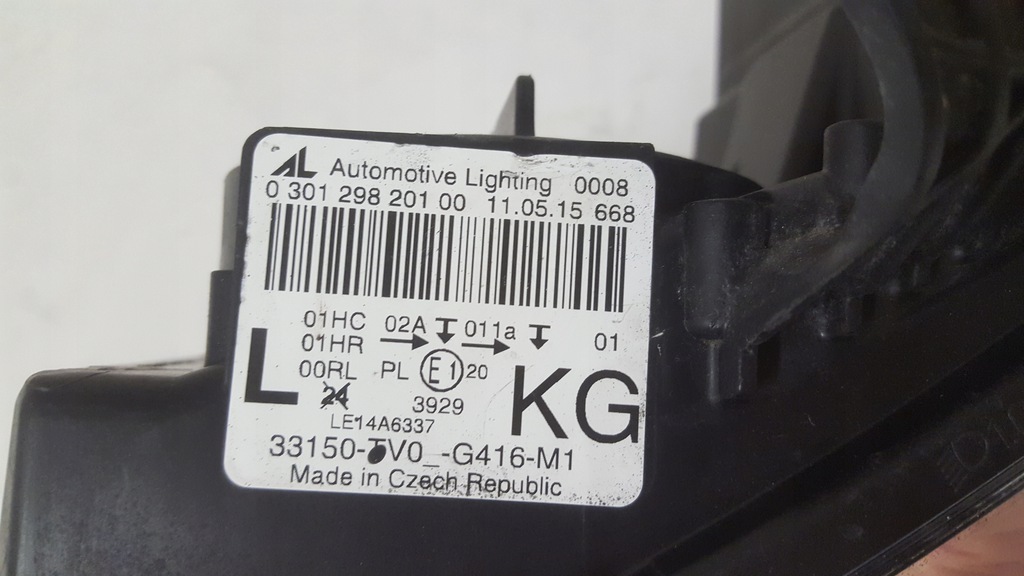 AL Automotive Lighting 0008
0 301 298 201 00 11.05.15 668
01HC 02A 011a 01
01HR
00RL PL E1 20
L KG
24 3929
LE14A6337
33150-TV0_-G416-M1
Made in Czech Republic